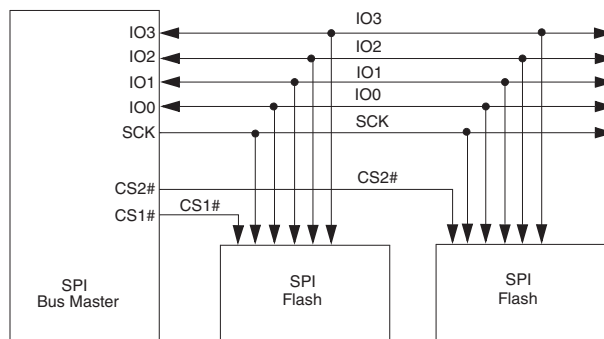 IO3
IO3
IO2
IO2
IO1
IO1
IO0
IO0
SCK
SCK
CS2#
CS2#
CS1#
CS1#
SPI
Bus Master
SPI
Flash
SPI
Flash